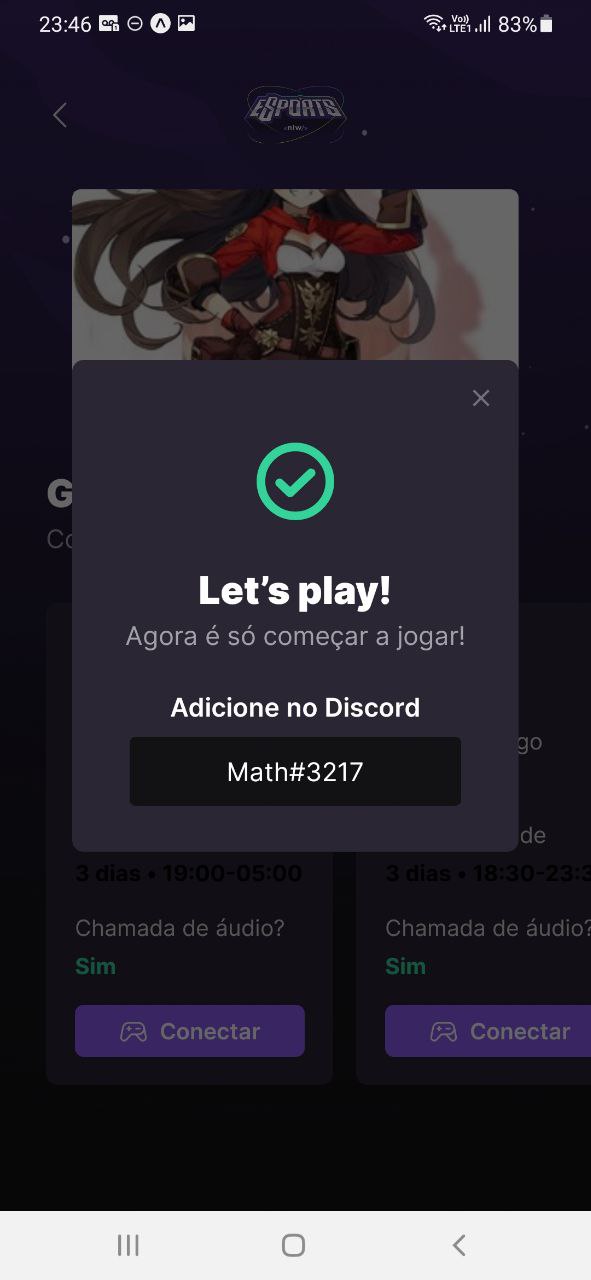 23:46
Vo)) LTE1 83%
ESPORTS
<nlw/>
G
Co
Let's play!
Agora é só começar a jogar!
Adicione no Discord
Math#3217
go
de
3 dias • 19:00-05:00
3 dias • 18:30-23:3
Chamada de áudio?
Chamada de áudio?
Sim
Sim
Conectar
Conectar